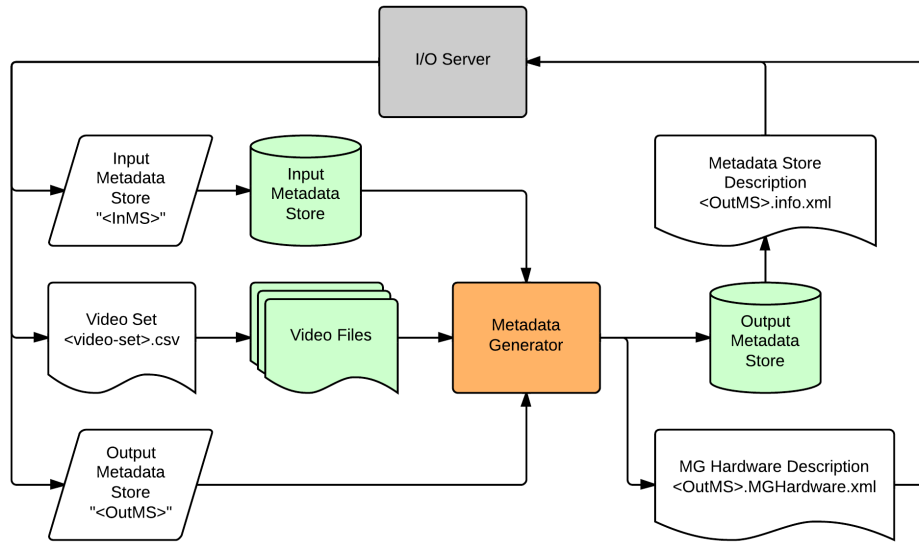 I/O Server
Input
Metadata
Store
"<InMS>"
Input
Metadata
Store
Metadata Store
Description
<OutMS>.info.xml
Video Set
<video-set>.csv
Video Files
Metadata
Generator
Output
Metadata
Store
Output
Metadata
Store
"<OutMS>"
MG Hardware Description
<OutMS>.MGHardware.xml